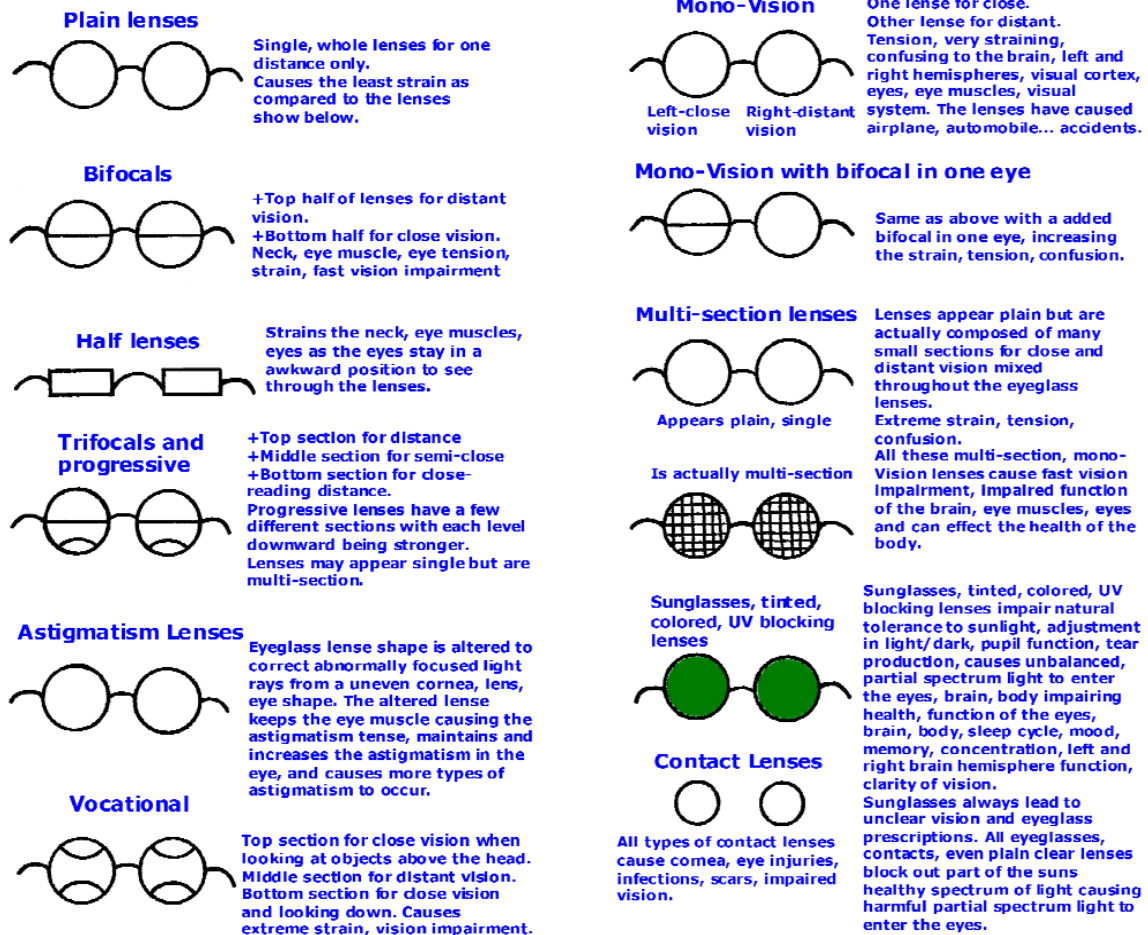 Plain lenses
Single, whole lenses for one
distance only.
Causes the least strain as
compared to the lenses
show below.
Bifocals
+Top half of lenses for distant
vision.
+Bottom half for close vision.
Neck, eye muscle, eye tension,
strain, fast vision impairment
Half lenses
Strains the neck, eye muscles,
eyes as the eyes stay in a
awkward position to see
through the lenses.
Trifocals and
progressive
+Top section for distance
+Middle section for semi-close
+Bottom section for close-
reading distance.
Progressive lenses have a few
different sections with each level
downward being stronger.
Lenses may appear single but are
multi-section.
Astigmatism Lenses
Eyeglass lense shape is altered to
correct abnormally focused light
rays from a uneven cornea, lens,
eye shape. The altered lense
keeps the eye muscle causing the
astigmatism tense, maintains and
increases the astigmatism in the
eye, and causes more types of
astigmatism to occur.
Vocational
Top section for close vision when
looking at objects above the head.
Middle section for distant vision.
Bottom section for close vision
and looking down. Causes
extreme strain, vision impairment.
Mono-Vision
One lense for close.
Other lense for distant.
Tension, very straining,
confusing to the brain, left and
right hemispheres, visual cortex,
eyes, eye muscles, visual
system. The lenses have caused
airplane, automobile... accidents.
Left-close
vision
Right-distant
vision
Mono-Vision with bifocal in one eye
Same as above with a added
bifocal in one eye, increasing
the strain, tension, confusion.
Multi-section lenses
Appears plain, single
Is actually multi-section
Lenses appear plain but are
actually composed of many
small sections for close and
distant vision mixed
throughout the eyeglass
lenses.
Extreme strain, tension,
confusion.
All these multi-section, mono-
Vision lenses cause fast vision
impairment, impaired function
of the brain, eye muscles, eyes
and can effect the health of the
body.
Sunglasses, tinted,
colored, UV blocking
lenses
Sunglasses, tinted, colored, UV
blocking lenses impair natural
tolerance to sunlight, adjustment
in light/dark, pupil function, tear
production, causes unbalanced,
partial spectrum light to enter
the eyes, brain, body impairing
health, function of the eyes,
brain, body, sleep cycle, mood,
memory, concentration, left and
right brain hemisphere function,
clarity of vision.
Sunglasses always lead to
unclear vision and eyeglass
prescriptions. All eyeglasses,
contacts, even plain clear lenses
block out part of the suns
healthy spectrum of light causing
harmful partial spectrum light to
enter the eyes.
Contact Lenses
All types of contact lenses
cause cornea, eye injuries,
infections, scars, impaired
vision.